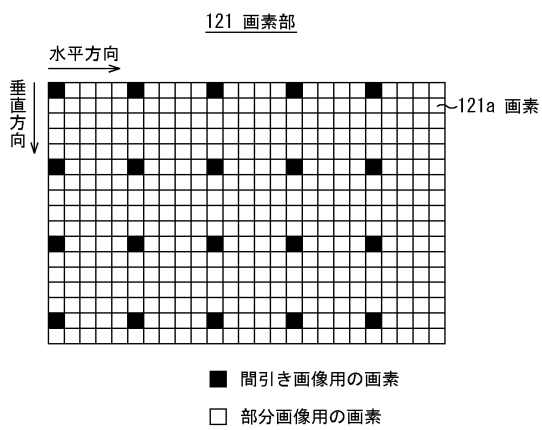 121 画素部
水平方向
垂直方向
121a 画素
間引き画像用の画素
部分画像用の画素